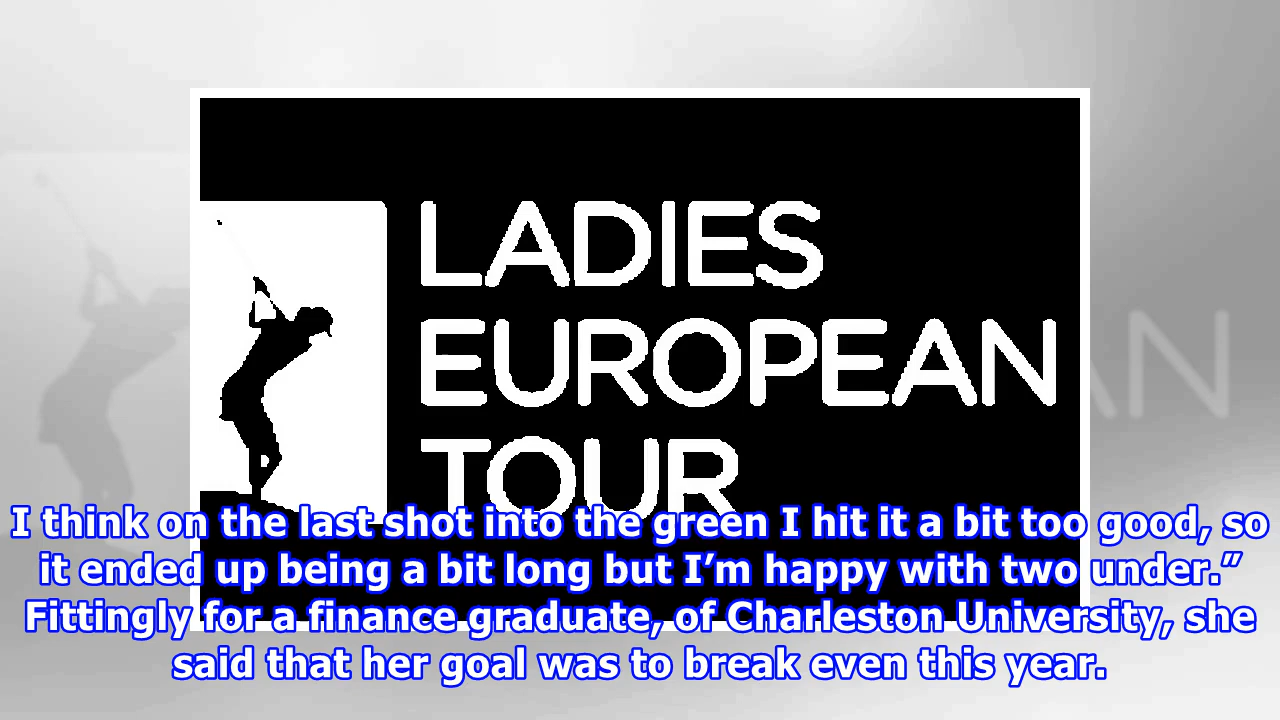 LADIES
EUROPEAN
TOUR
I think on the last shot into the green I hit it a bit too good, so
it ended up being a bit long but I’m happy with two under.”
Fittingly for a finance graduate, of Charleston University, she
said that her goal was to break even this year.
AN